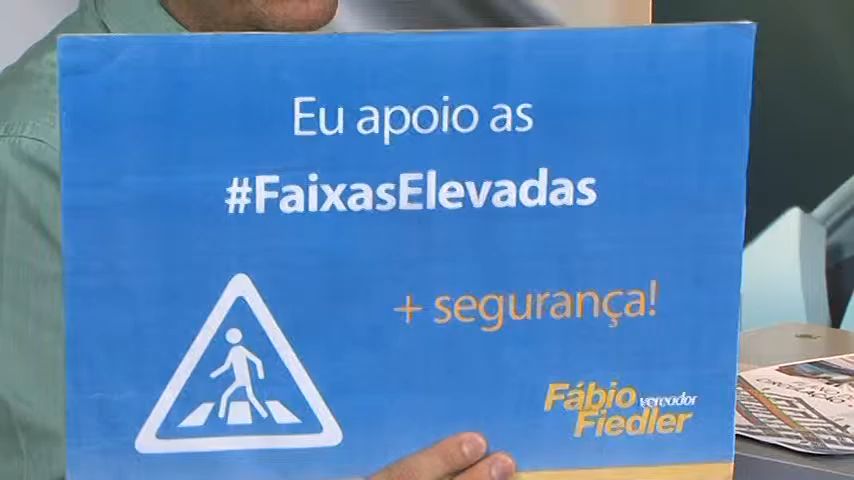 Eu apoio as
#FaixasElevadas
+ segurança!
Fábio vereador
Fiedler